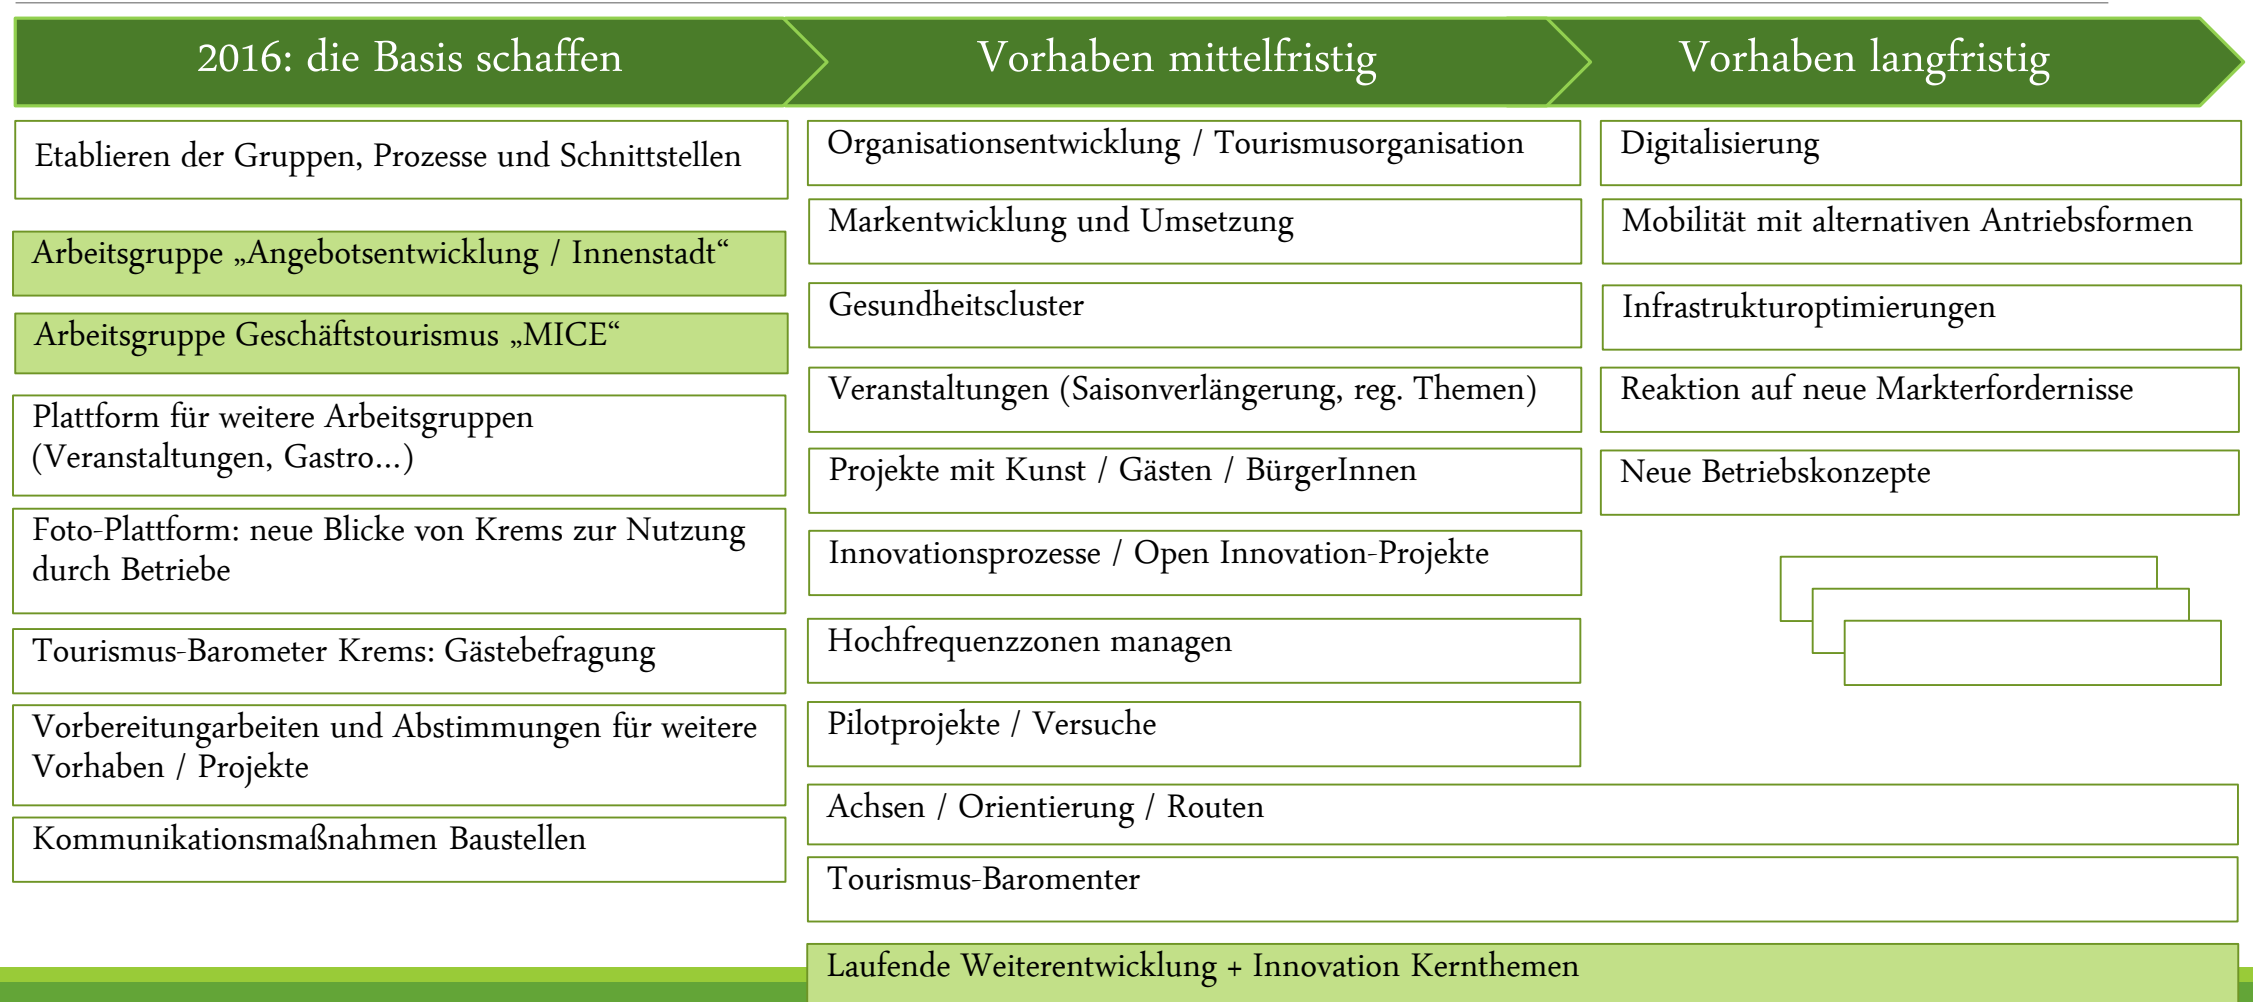 2016: die Basis schaffen
Vorhaben mittelfristig
Vorhaben langfristig
Etablieren der Gruppen, Prozesse und Schnittstellen
Arbeitsgruppe „Angebotsentwicklung / Innenstadt“
Arbeitsgruppe Geschäftstourismus „MICE“
Plattform für weitere Arbeitsgruppen
(Veranstaltungen, Gastro...)
Foto-Plattform: neue Blicke von Krems zur Nutzung
durch Betriebe
Tourismus-Barometer Krems: Gästebefragung
Vorbereitungarbeiten und Abstimmungen für weitere
Vorhaben / Projekte
Kommunikationsmaßnahmen Baustellen
Organisationsentwicklung / Tourismusorganisation
Markentwicklung und Umsetzung
Gesundheitscluster
Veranstaltungen (Saisonverlängerung, reg. Themen)
Projekte mit Kunst / Gästen / BürgerInnen
Innovationsprozesse / Open Innovation-Projekte
Hochfrequenzzonen managen
Pilotprojekte / Versuche
Achsen / Orientierung / Routen
Tourismus-Baromenter
Laufende Weiterentwicklung + Innovation Kernthemen
Digitalisierung
Mobilität mit alternativen Antriebsformen
Infrastrukturoptimierungen
Reaktion auf neue Markterfordernisse
Neue Betriebskonzepte